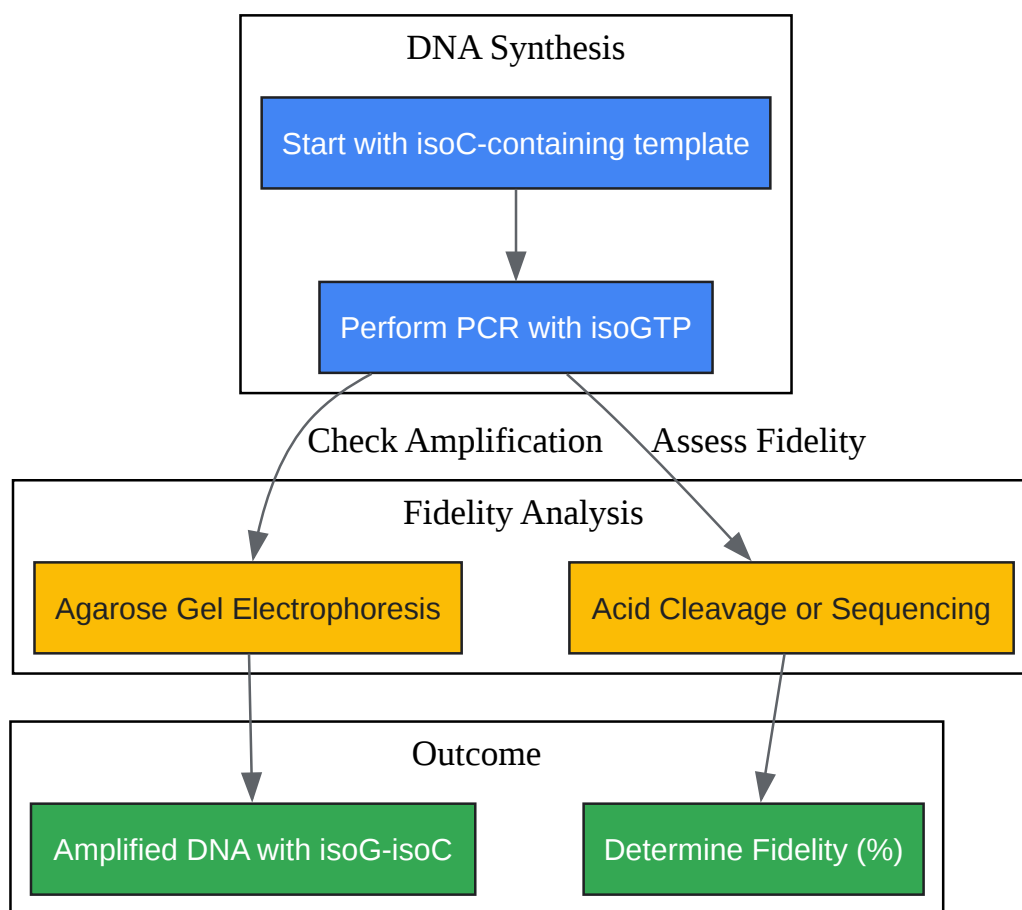 DNA Synthesis
Start with isoC-containing template
Perform PCR with isoGTP
Check Amplification
Assess Fidelity
Fidelity Analysis
Agarose Gel Electrophoresis
Acid Cleavage or Sequencing
Outcome
Amplified DNA with isoG-isoC
Determine Fidelity (%)